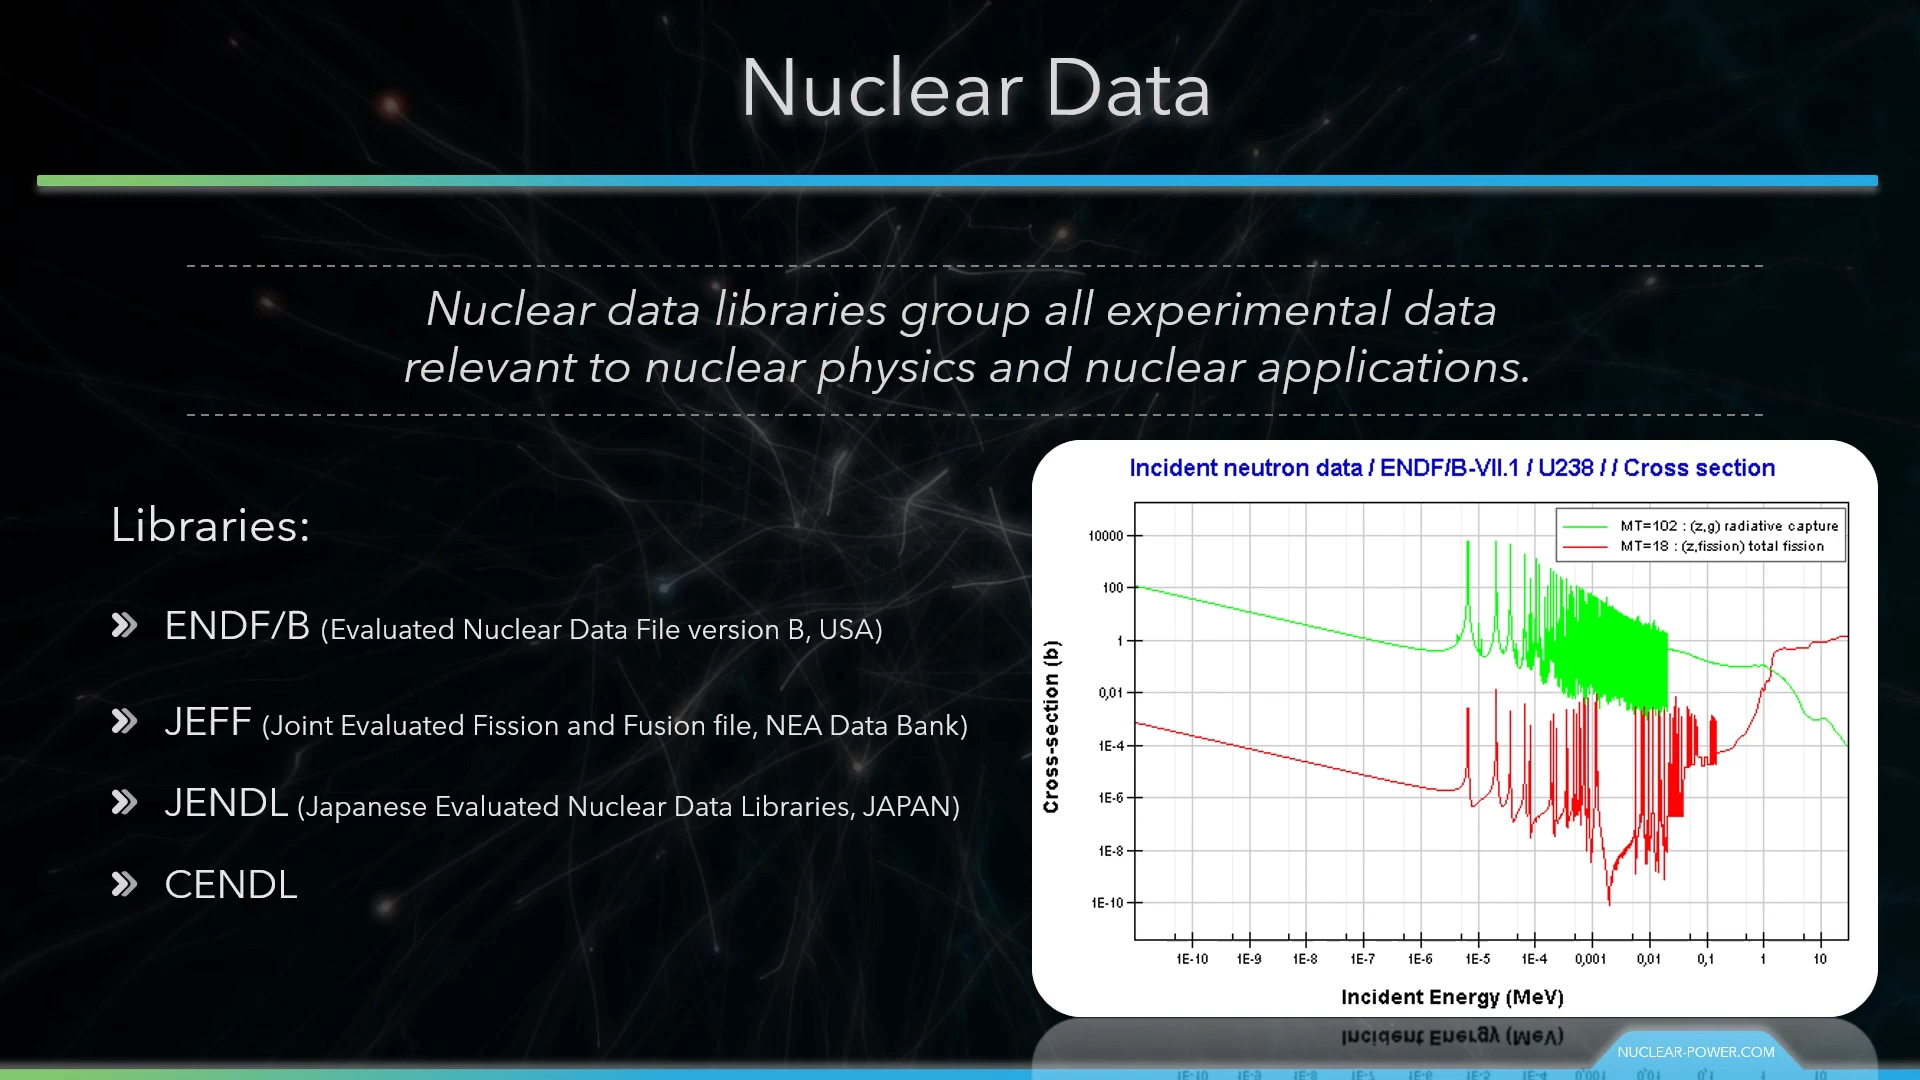 Nuclear Data
Nuclear data libraries group all experimental data
relevant to nuclear physics and nuclear applications.
Libraries:
ENDF/B (Evaluated Nuclear Data File version B, USA)
JEFF (Joint Evaluated Fission and Fusion file, NEA Data Bank)
JENDL (Japanese Evaluated Nuclear Data Libraries, JAPAN)
CENDL
Incident neutron data / ENDF/B-VII.1 / U238 / / Cross section
MT=102 : (z,g) radiative capture
MT=18 : (z,fission) total fission
Cross-section (b)
10000
100
1
0,01
1E-4
1E-6
1E-8
1E-10
1E-10 1E-9 1E-8 1E-7 1E-6 1E-5 1E-4 0,001 0,01 0,1 1 10
Incident Energy (MeV)
NUCLEAR-POWER.COM